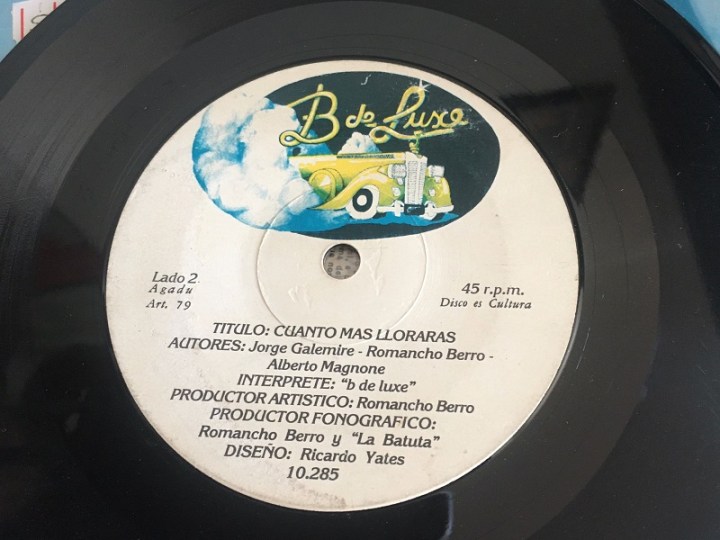 B de Luxe
Lado 2
Agadu
Art. 79
45 r.p.m.
Disco es Cultura
TITULO: CUANTO MAS LLORARAS
AUTORES: Jorge Galemire - Romancho Berro -
Alberto Magnone
INTERPRETE: "b de luxe"
PRODUCTOR ARTISTICO: Romancho Berro
PRODUCTOR FONOGRAFICO:
Romancho Berro y "La Batuta"
DISEÑO: Ricardo Yates
10.285